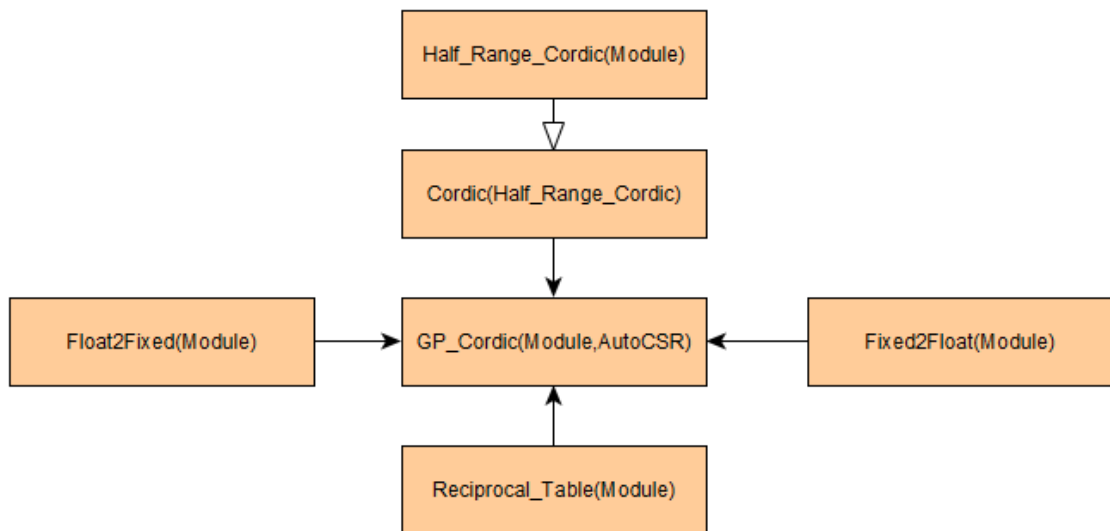 Half_Range_Cordic(Module)
Cordic(Half_Range_Cordic)
Float2Fixed(Module)
GP_Cordic(Module,AutoCSR)
Fixed2Float(Module)
Reciprocal_Table(Module)